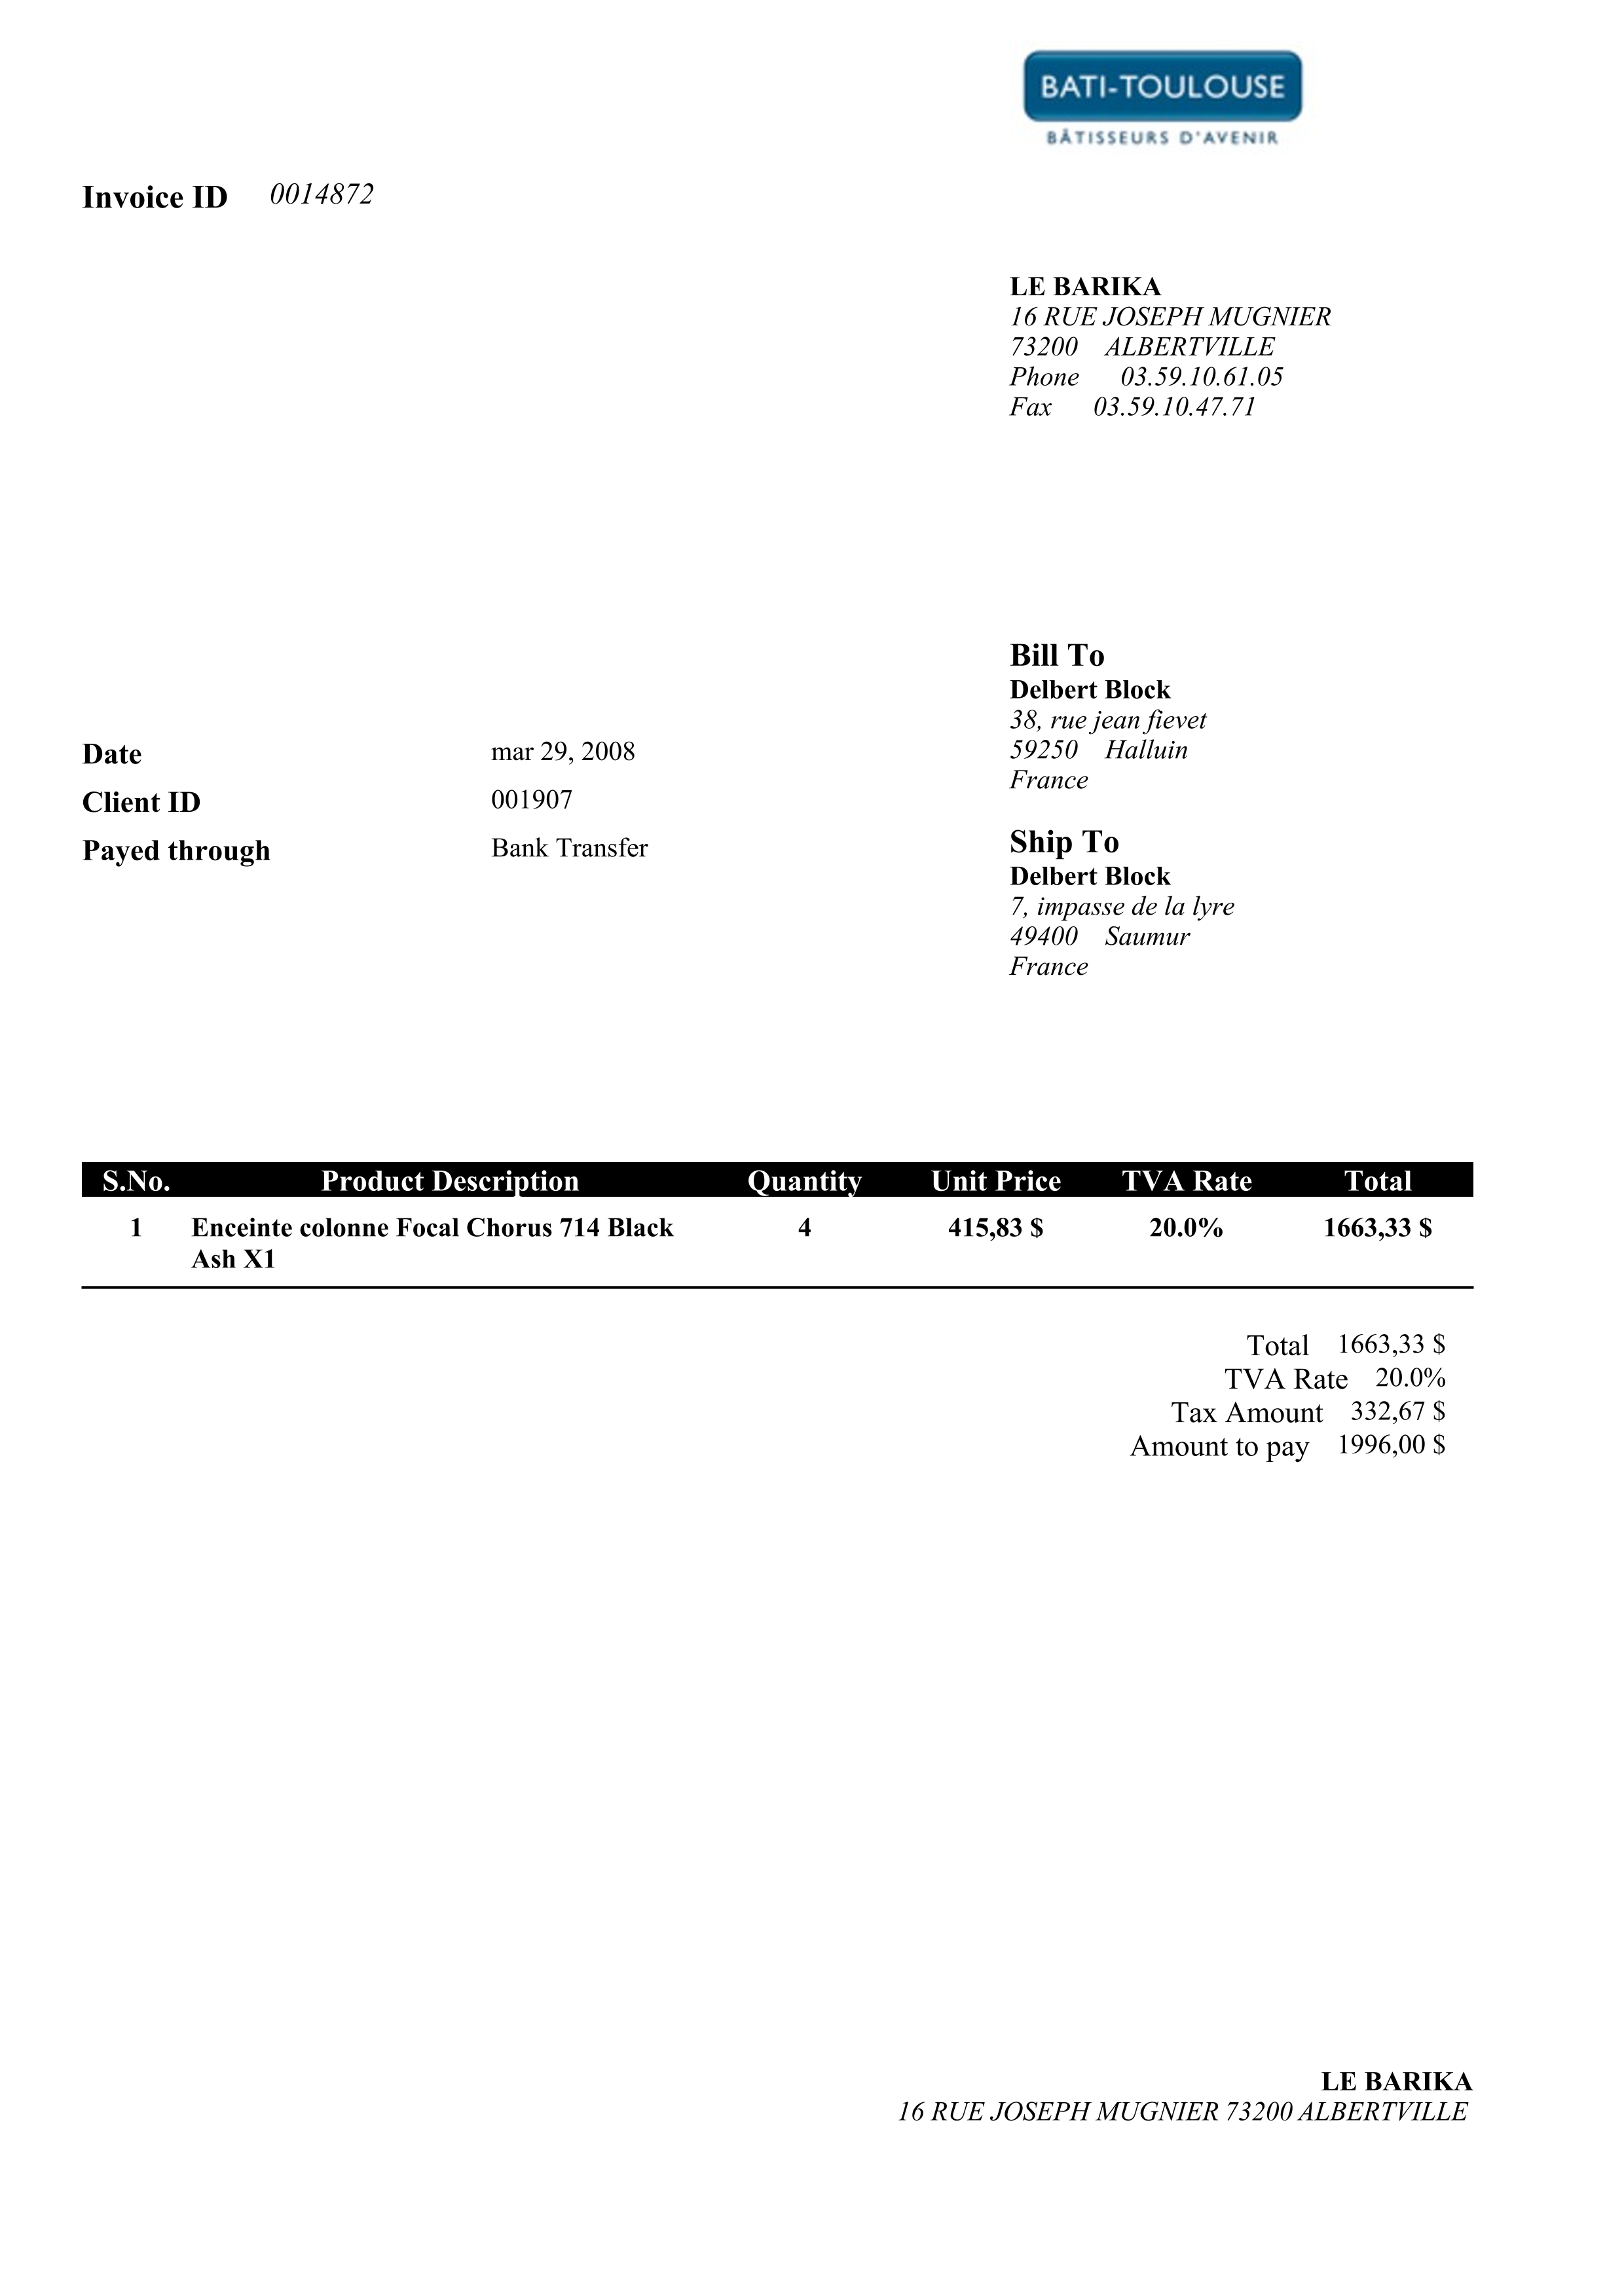 BATI-TOULOUSE
BÂTISSEURS D'AVENIR
Invoice ID 0014872
LE BARIKA
16 RUE JOSEPH MUGNIER
73200 ALBERTVILLE
Phone 03.59.10.61.05
Fax 03.59.10.47.71
Bill To
Delbert Block
38, rue jean fievet
59250 Halluin
France
Date mar 29, 2008
Client ID 001907
Payed through Bank Transfer
Ship To
Delbert Block
7, impasse de la lyre
49400 Saumur
France
S.No. Product Description Quantity Unit Price TVA Rate Total
1 Enceinte colonne Focal Chorus 714 Black 4 415,83 $ 20.0% 1663,33 $
Ash X1
Total 1663,33 $
TVA Rate 20.0%
Tax Amount 332,67 $
Amount to pay 1996,00 $
LE BARIKA
16 RUE JOSEPH MUGNIER 73200 ALBERTVILLE